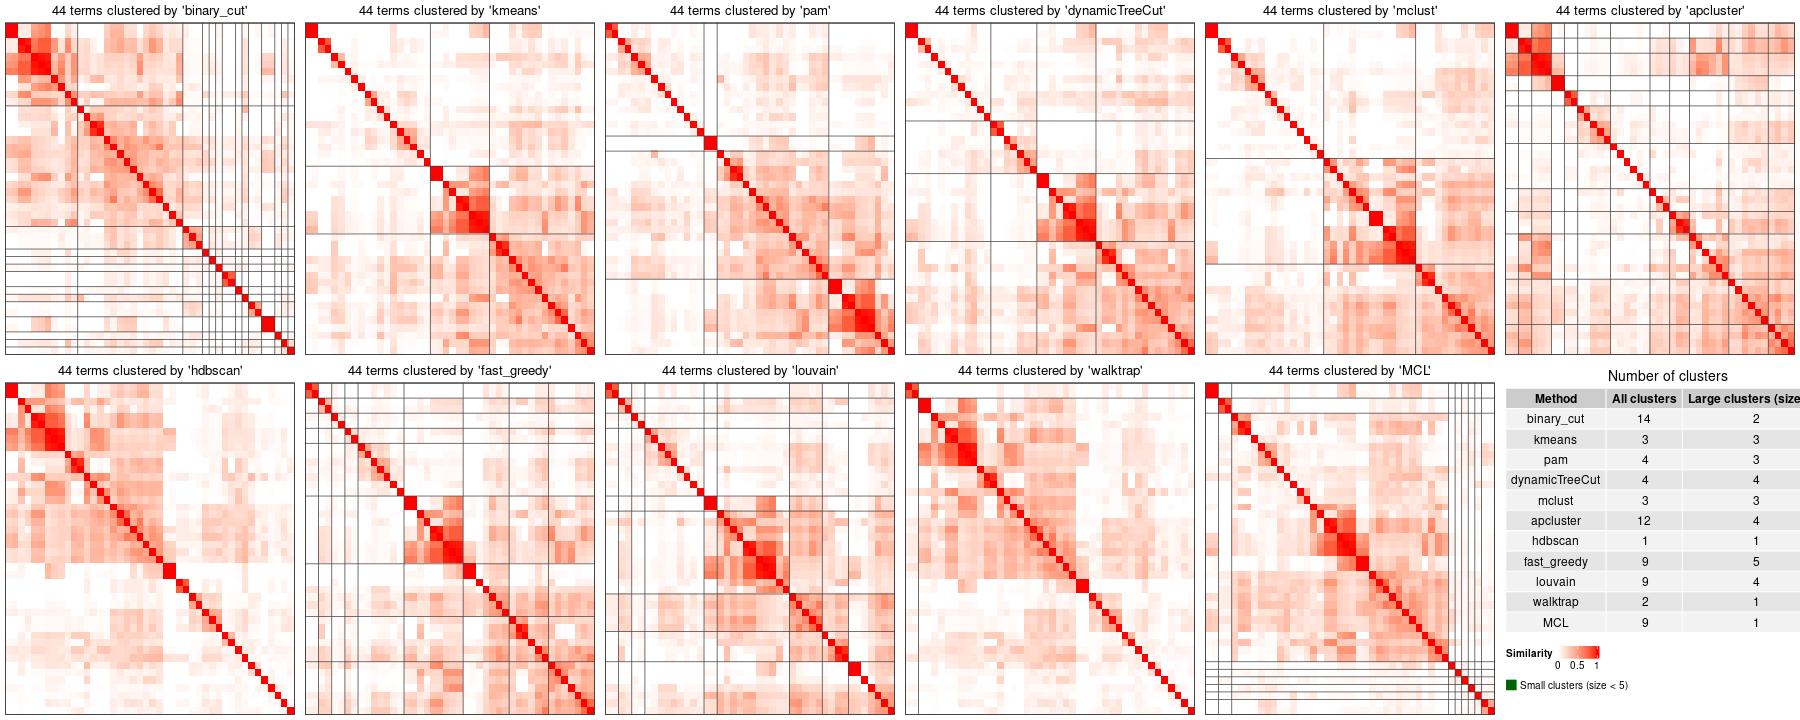 44 terms clustered by 'binary_cut'
44 terms clustered by 'kmeans'
44 terms clustered by 'pam'
44 terms clustered by 'dynamicTreeCut'
44 terms clustered by 'mclust'
44 terms clustered by 'apcluster'
44 terms clustered by 'hdbscan'
44 terms clustered by 'fast_greedy'
44 terms clustered by 'louvain'
44 terms clustered by 'walktrap'
44 terms clustered by 'MCL'
Number of clusters
Method All clusters Large clusters (size
binary_cut 14 2
kmeans 3 3
pam 4 3
dynamicTreeCut 4 4
mclust 3 3
apcluster 12 4
hdbscan 1 1
fast_greedy 9 5
louvain 9 4
walktrap 2 1
MCL 9 1
Similarity
0 0.5 1
Small clusters (size < 5)